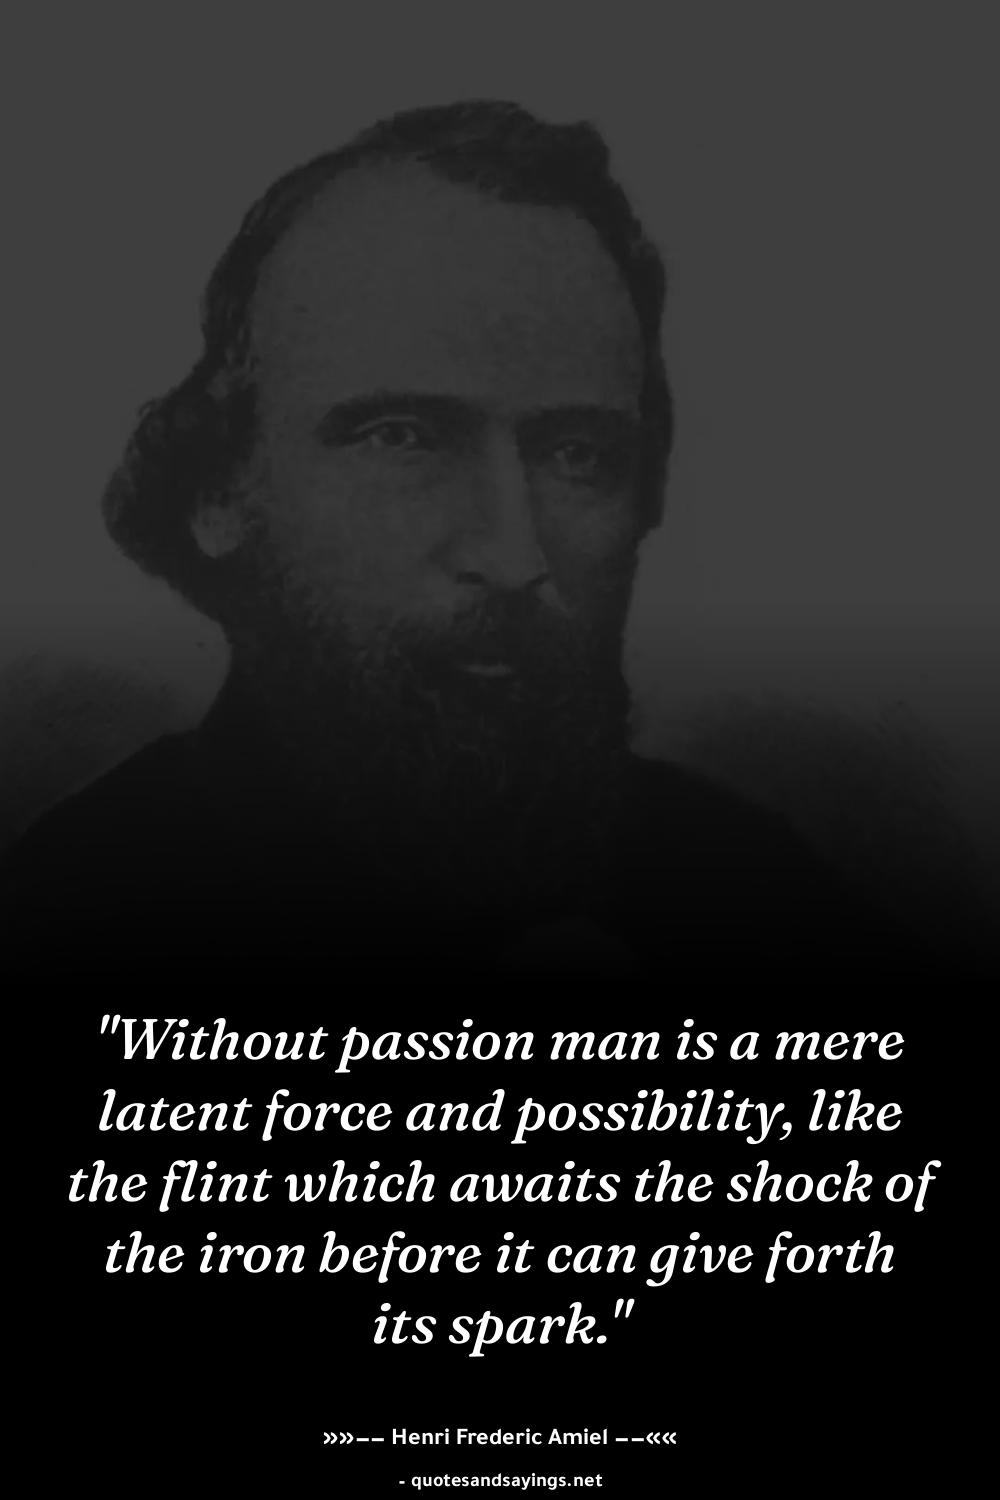 "Without passion man is a mere
latent force and possibility, like
the flint which awaits the shock of
the iron before it can give forth
its spark."
»»–– Henri Frederic Amiel ––««
- quotesandsayings.net